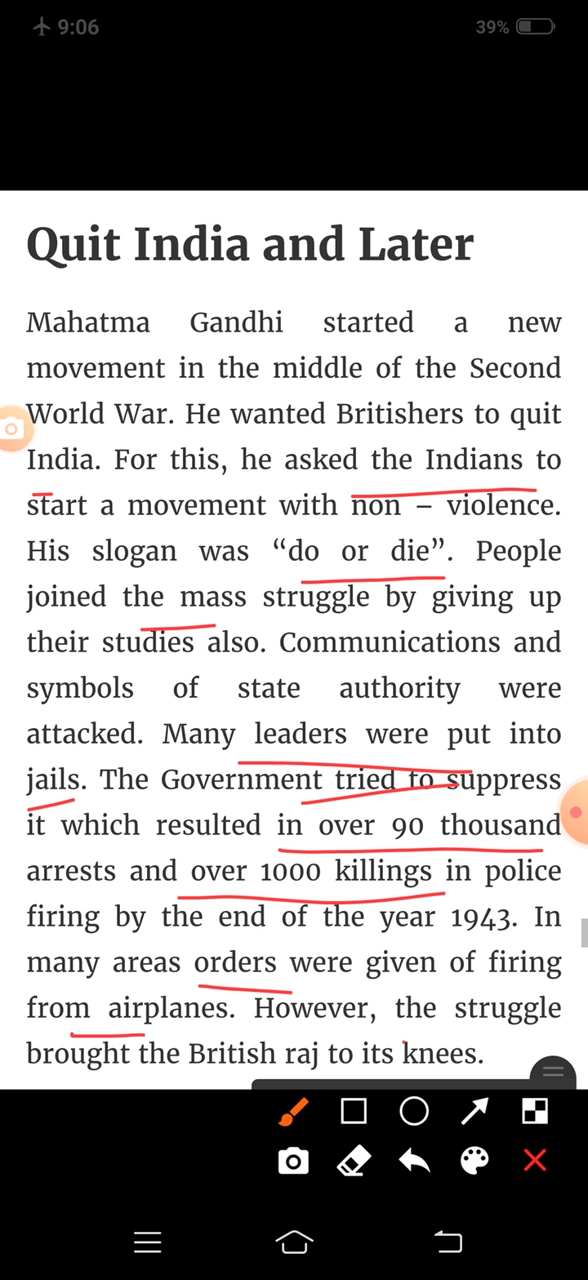 9:06
39%
Quit India and Later
Mahatma Gandhi started a new
movement in the middle of the Second
World War. He wanted Britishers to quit
India. For this, he asked the Indians to
start a movement with non – violence.
His slogan was “do or die”. People
joined the mass struggle by giving up
their studies also. Communications and
symbols of state authority were
attacked. Many leaders were put into
jails. The Government tried to suppress
it which resulted in over 90 thousand
arrests and over 1000 killings in police
firing by the end of the year 1943. In
many areas orders were given of firing
from airplanes. However, the struggle
brought the British raj to its knees.